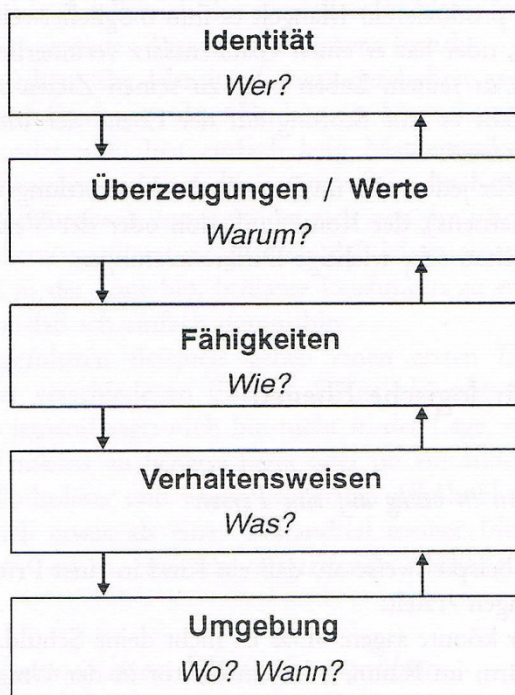 Identität
Wer?
Überzeugungen / Werte
Warum?
Fähigkeiten
Wie?
Verhaltensweisen
Was?
Umgebung
Wo? Wann?